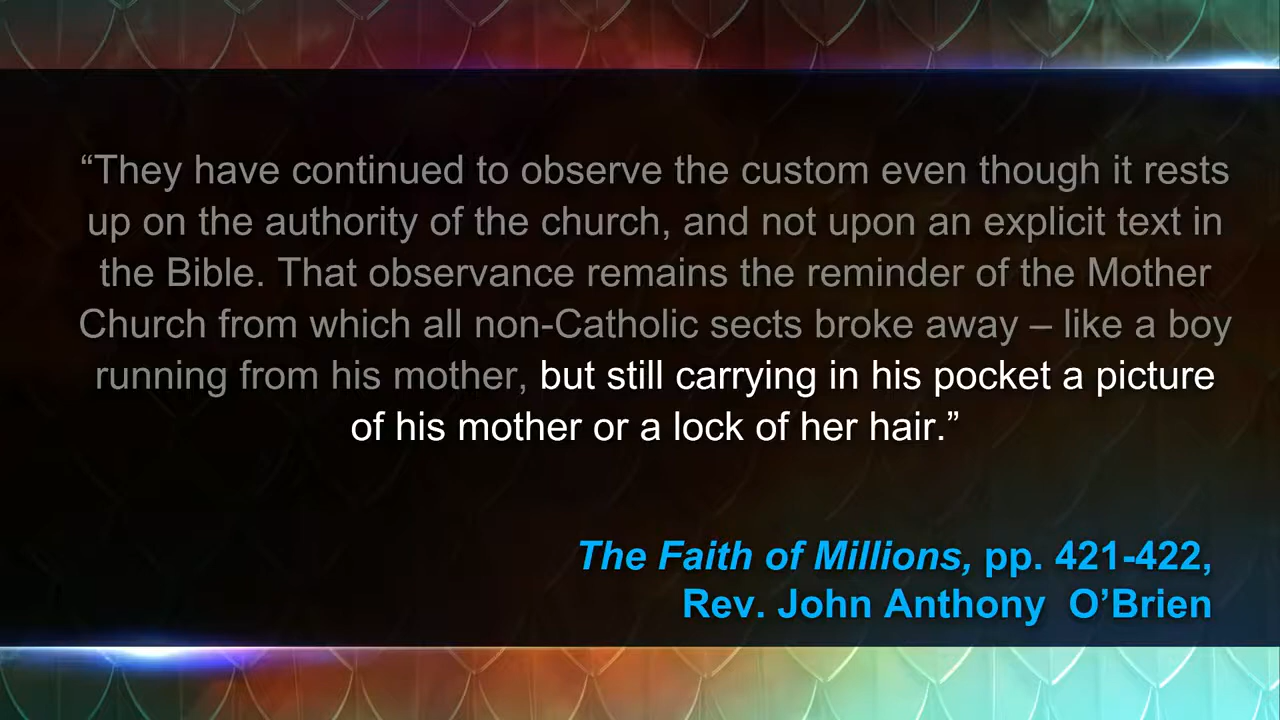 “They have continued to observe the custom even though it rests
up on the authority of the church, and not upon an explicit text in
the Bible. That observance remains the reminder of the Mother
Church from which all non-Catholic sects broke away – like a boy
running from his mother, but still carrying in his pocket a picture
of his mother or a lock of her hair.”
The Faith of Millions, pp. 421-422,
Rev. John Anthony  O’Brien